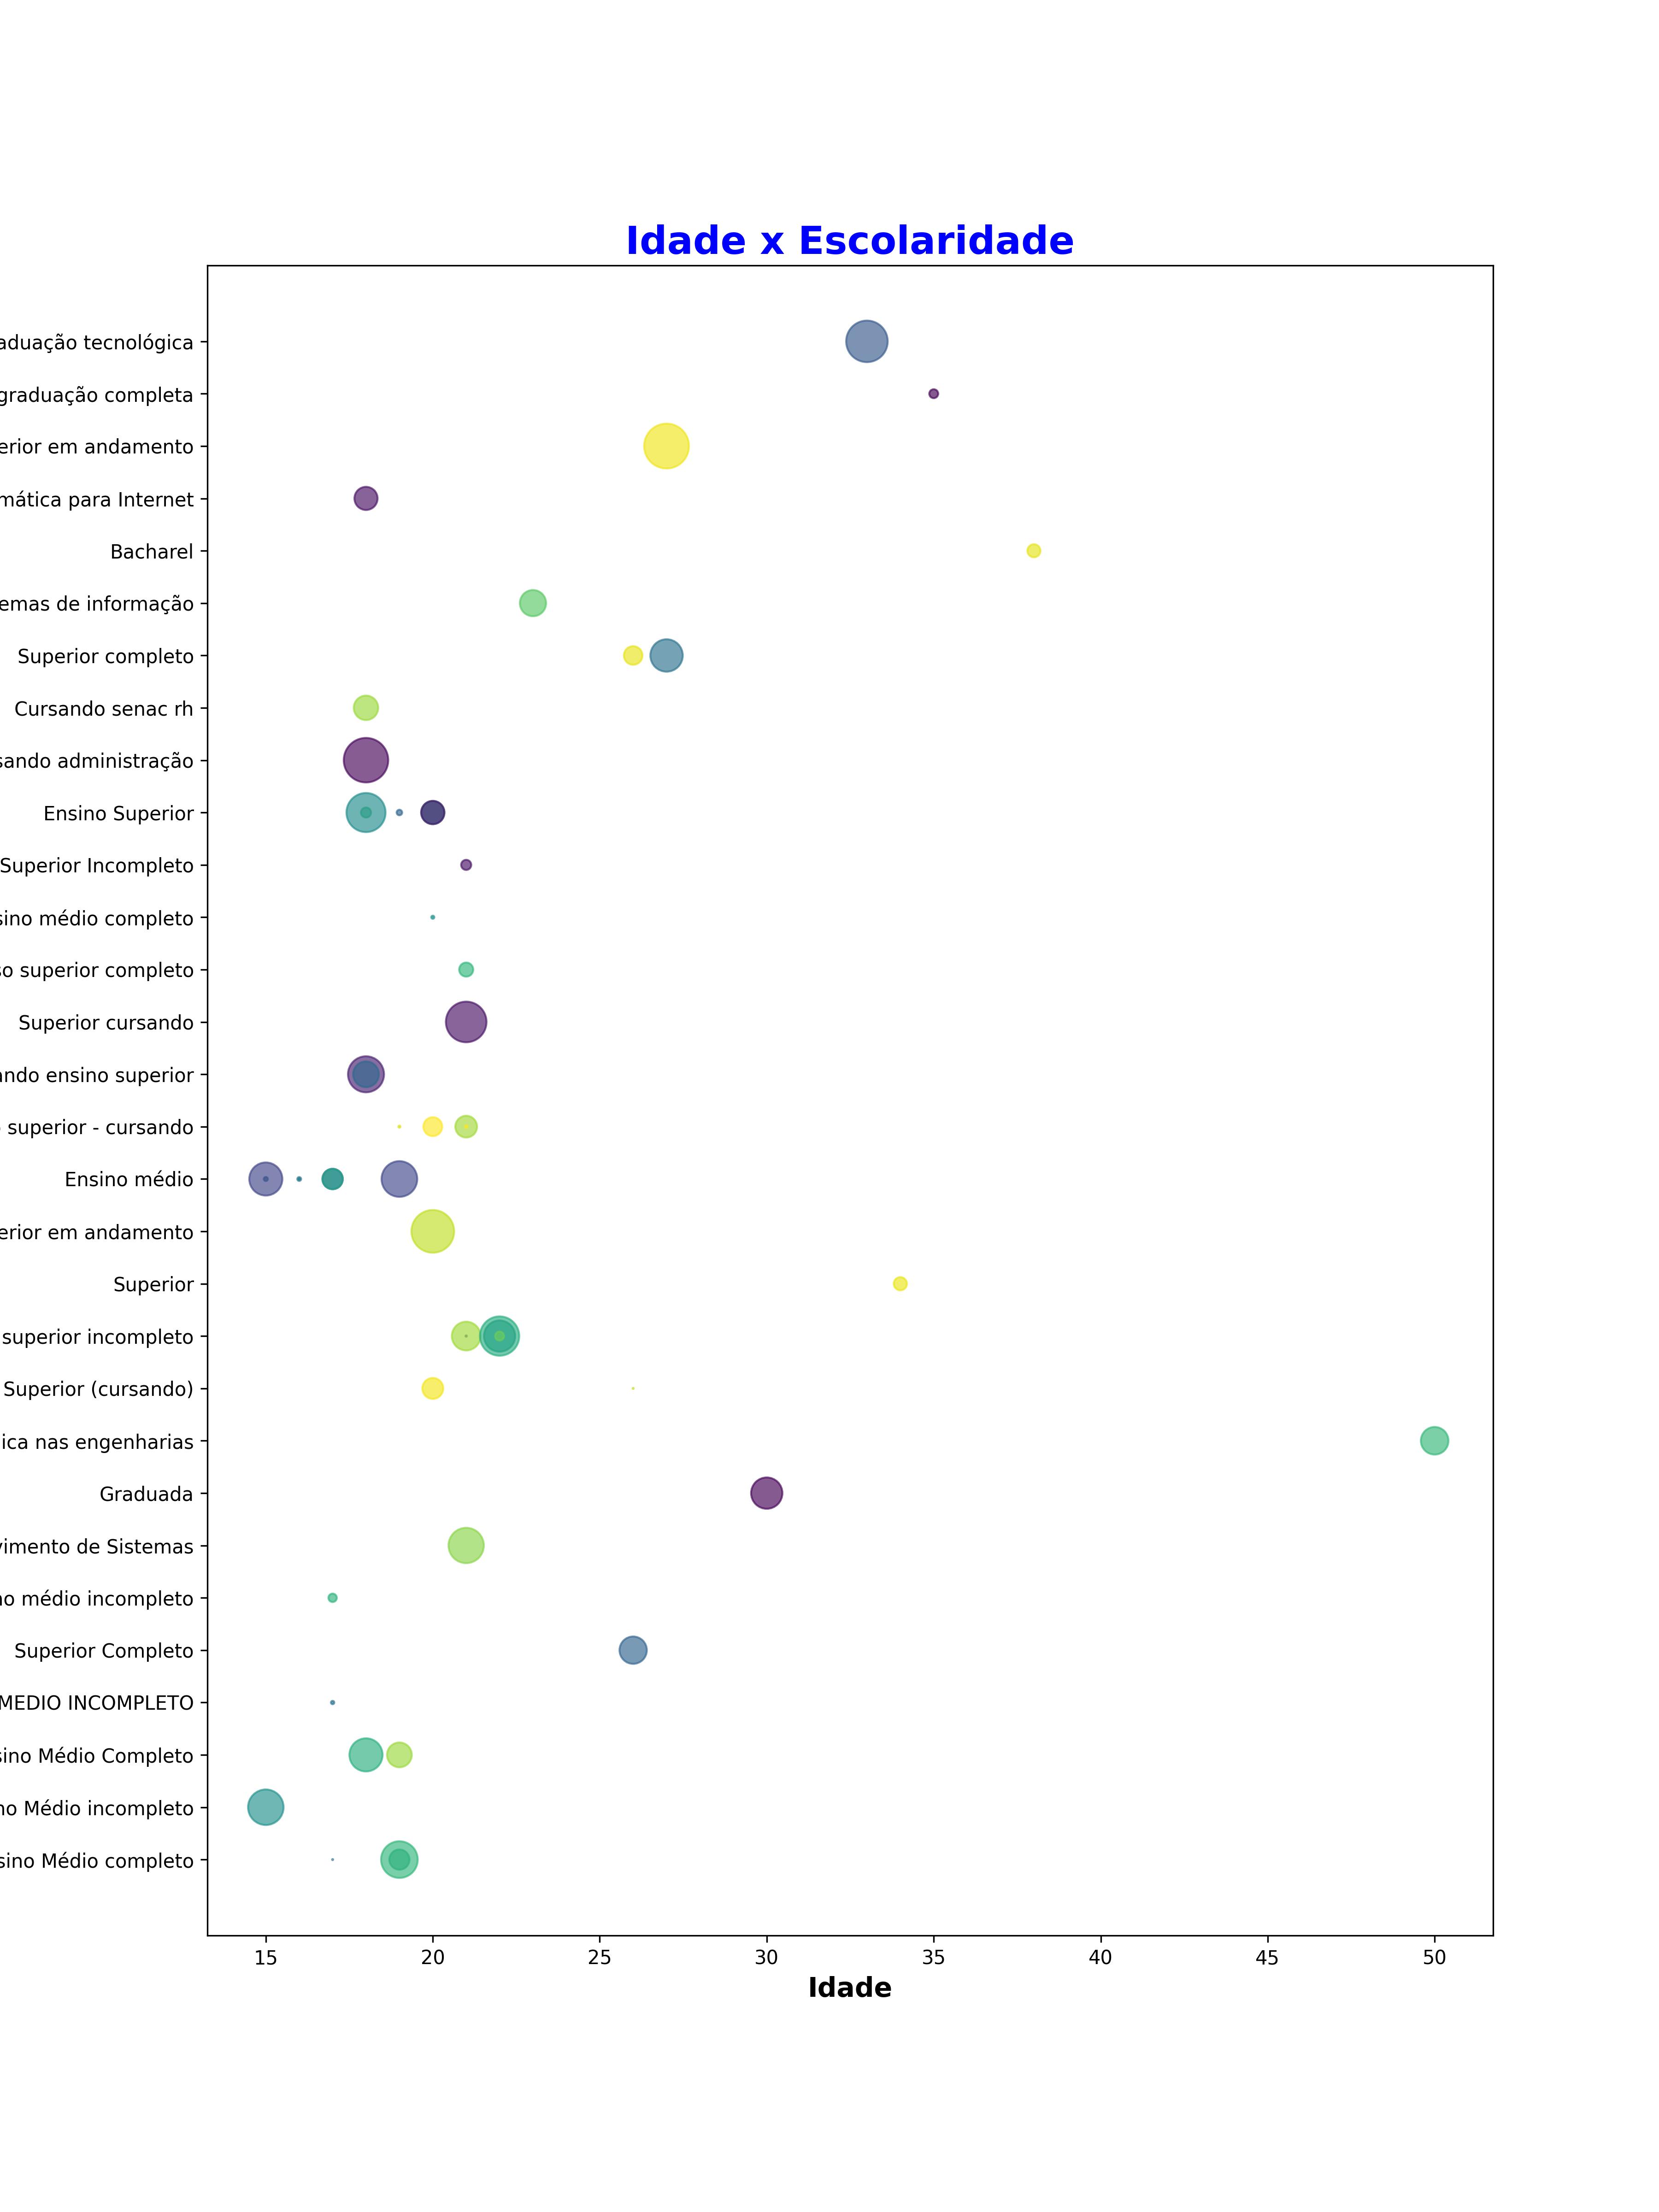 Idade x Escolaridade
aduação tecnológica
graduação completa
erior em andamento
mática para Internet
Bacharel
emas de informação
Superior completo
Cursando senac rh
sando administração
Ensino Superior
Superior Incompleto
sino médio completo
so superior completo
Superior cursando
ando ensino superior
superior - cursando
Ensino médio
erior em andamento
Superior
superior incompleto
Superior (cursando)
ica nas engenharias
Graduada
vimento de Sistemas
no médio incompleto
Superior Completo
MEDIO INCOMPLETO
sino Médio Completo
no Médio incompleto
sino Médio completo
15 20 25 30 35 40 45 50
Idade